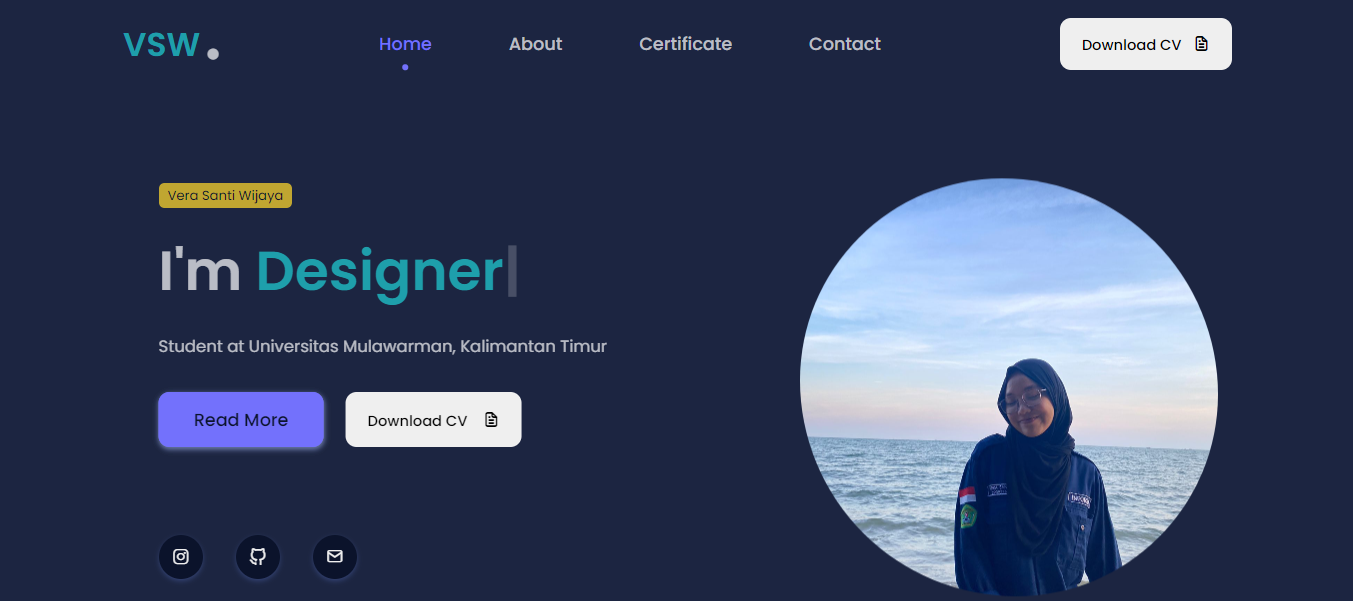 VSW.
Home
About
Certificate
Contact
Download CV
Vera Santi Wijaya
I'm Designer|
Student at Universitas Mulawarman, Kalimantan Timur
Read More
Download CV